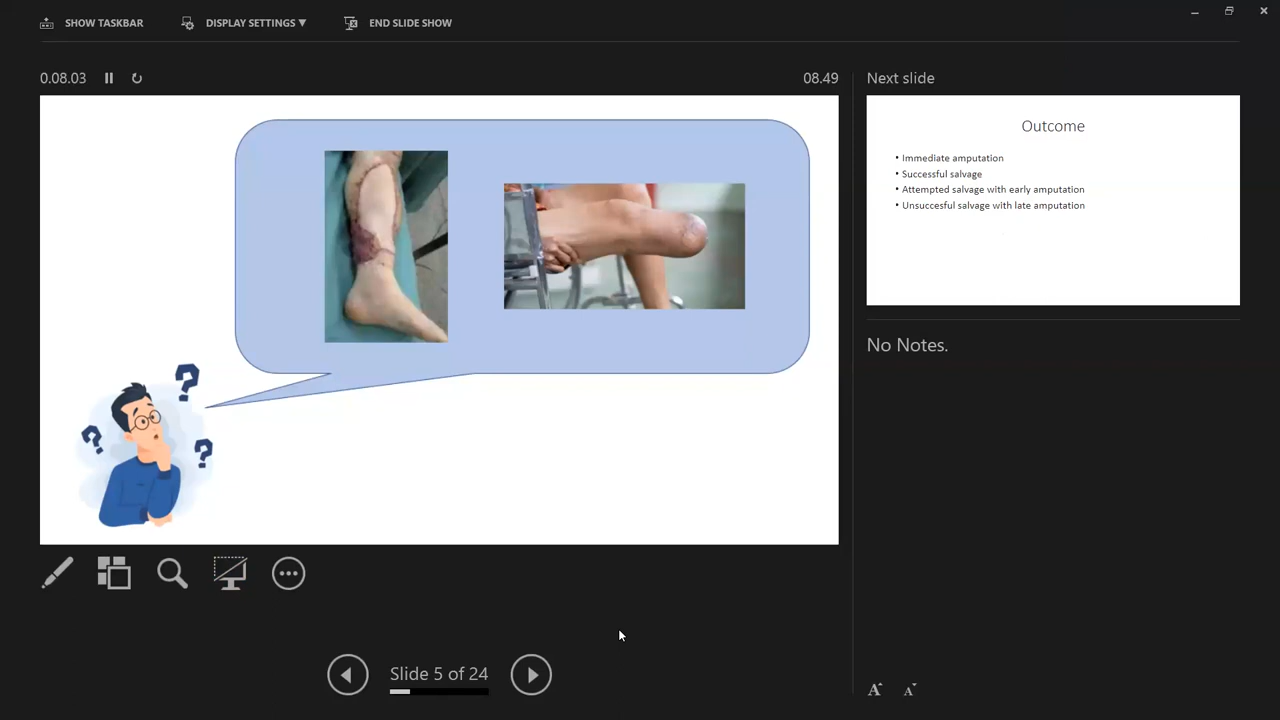 SHOW TASKBAR
DISPLAY SETTINGS ▼
END SLIDE SHOW
0.08.03
08.49
Next slide
? ? ?
Outcome
• Immediate amputation
• Successful salvage
• Attempted salvage with early amputation
• Unsuccesful salvage with late amputation
No Notes.
Slide 5 of 24
A A